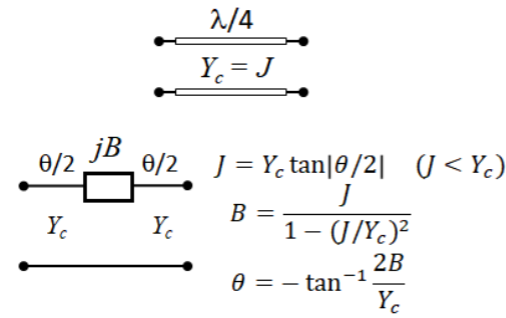 λ/4
Y_c = J
θ/2 jB θ/2
J = Y_c tan|θ/2| (J < Y_c)
Y_c Y_c
B = J / (1 − (J/Y_c)²)
θ = − tan⁻¹ 2B/Y_c